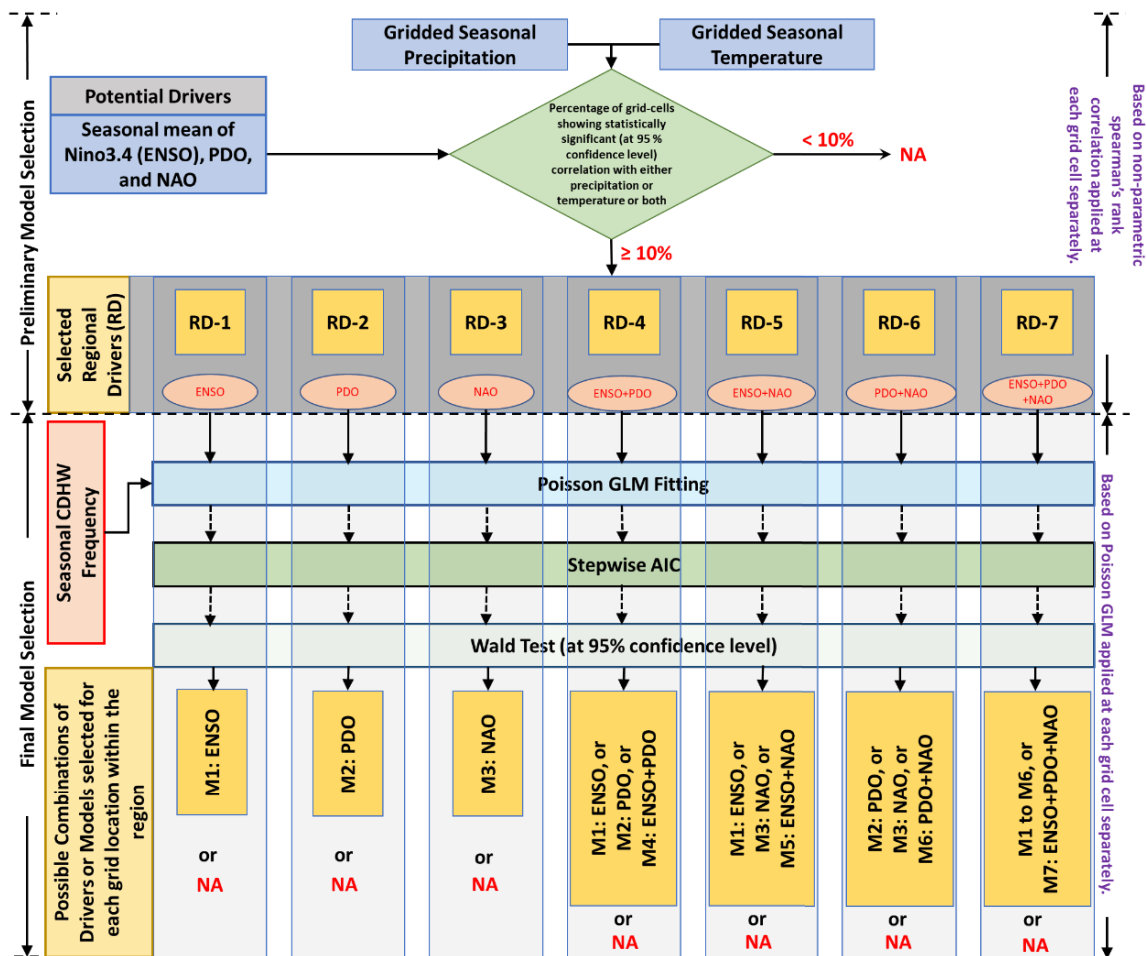 Gridded Seasonal
Precipitation
Gridded Seasonal
Temperature
Potential Drivers
Seasonal mean of
Nino3.4 (ENSO), PDO,
and NAO
Percentage of grid-cells
showing statistically
significant (at 95 %
confidence level)
correlation with either
precipitation or
temperature or both
< 10%
NA
≥ 10%
Preliminary Model Selection
Based on non-parametric
spearman's rank
correlation applied at
each grid cell separately.
Selected
Regional
Drivers (RD)
RD-1
RD-2
RD-3
RD-4
RD-5
RD-6
RD-7
ENSO
PDO
NAO
ENSO+PDO
ENSO+NAO
PDO+NAO
ENSO+PDO
+NAO
Final Model Selection
Seasonal CDHW
Frequency
Poisson GLM Fitting
Stepwise AIC
Wald Test (at 95% confidence level)
Based on Poisson GLM applied at each grid cell separately.
Possible Combinations of
Drivers or Models selected for
each grid location within the
region
M1: ENSO
or
NA
M2: PDO
or
NA
M3: NAO
or
NA
M1: ENSO, or
M2: PDO, or
M4: ENSO+PDO
or
NA
M1: ENSO, or
M3: NAO, or
M5: ENSO+NAO
or
NA
M2: PDO, or
M3: NAO, or
M6: PDO+NAO
or
NA
M1 to M6, or
M7: ENSO+PDO+NAO
or
NA